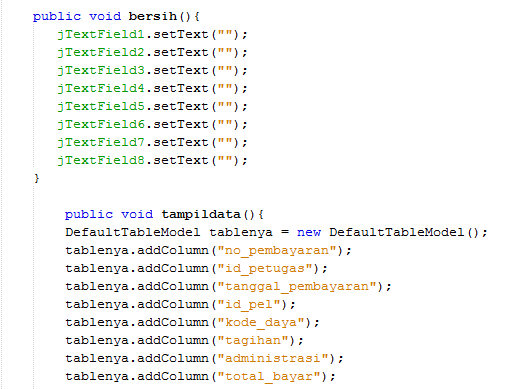 public void bersih(){
jTextField1.setText("");
jTextField2.setText("");
jTextField3.setText("");
jTextField4.setText("");
jTextField5.setText("");
jTextField6.setText("");
jTextField7.setText("");
jTextField8.setText("");
}
public void tampildata(){
DefaultTableModel tablenya = new DefaultTableModel();
tablenya.addColumn("no_pembayaran");
tablenya.addColumn("id_petugas");
tablenya.addColumn("tanggal_pembayaran");
tablenya.addColumn("id_pel");
tablenya.addColumn("kode_daya");
tablenya.addColumn("tagihan");
tablenya.addColumn("administrasi");
tablenya.addColumn("total_bayar");